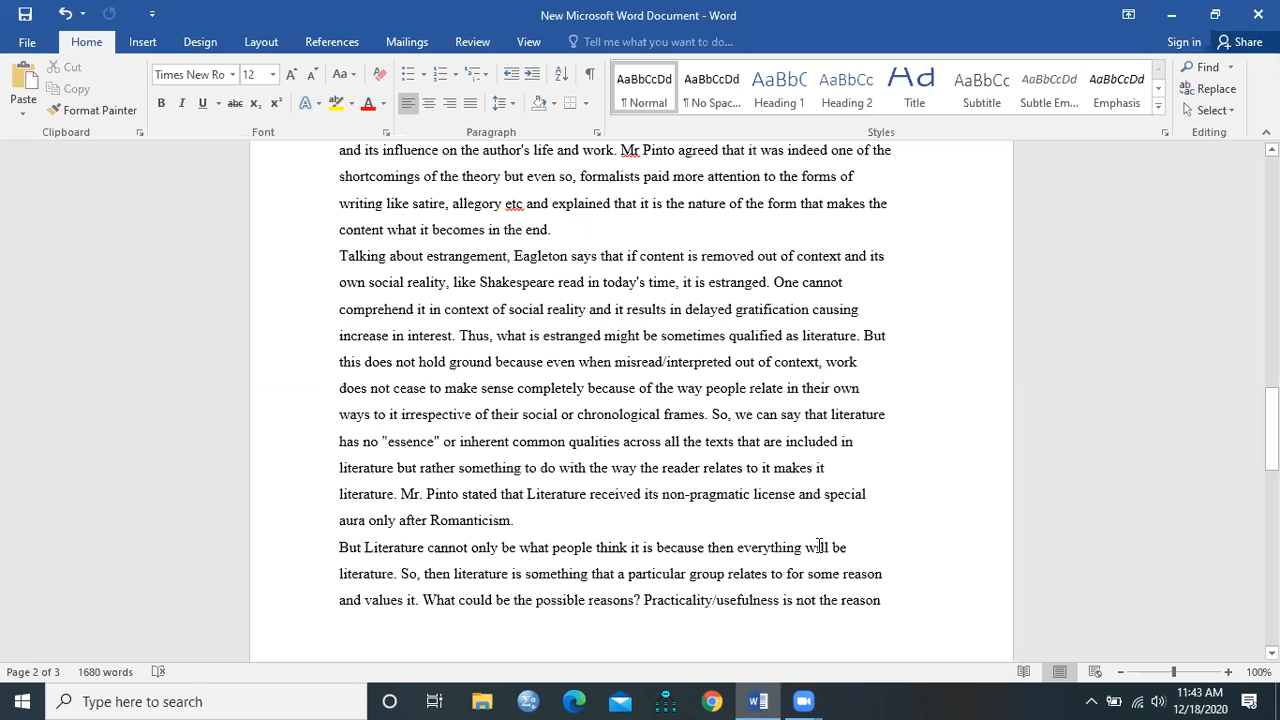 New Microsoft Word Document - Word
File Home Insert Design Layout References Mailings Review View Tell me what you want to do... Sign in Share
Cut
Copy
Format Painter
Paste
Clipboard
Times New Ro 12
Font
Paragraph
AaBbCcDd AaBbCcDd AaBbC AaBbCcD AaB AaBbCcD AaBbCcDd AaBbCcDd
¶ Normal ¶ No Spac... Heading 1 Heading 2 Title Subtitle Subtle Em... Emphasis
Styles
Find
Replace
Select
Editing
and its influence on the author's life and work. Mr Pinto agreed that it was indeed one of the
shortcomings of the theory but even so, formalists paid more attention to the forms of
writing like satire, allegory etc and explained that it is the nature of the form that makes the
content what it becomes in the end.
Talking about estrangement, Eagleton says that if content is removed out of context and its
own social reality, like Shakespeare read in today's time, it is estranged. One cannot
comprehend it in context of social reality and it results in delayed gratification causing
increase in interest. Thus, what is estranged might be sometimes qualified as literature. But
this does not hold ground because even when misread/interpreted out of context, work
does not cease to make sense completely because of the way people relate in their own
ways to it irrespective of their social or chronological frames. So, we can say that literature
has no "essence" or inherent common qualities across all the texts that are included in
literature but rather something to do with the way the reader relates to it makes it
literature. Mr. Pinto stated that Literature received its non-pragmatic license and special
aura only after Romanticism.
But Literature cannot only be what people think it is because then everything will be
literature. So, then literature is something that a particular group relates to for some reason
and values it. What could be the possible reasons? Practicality/usefulness is not the reason
Page 2 of 3 1680 words 100%
Type here to search
11:43 AM
12/18/2020